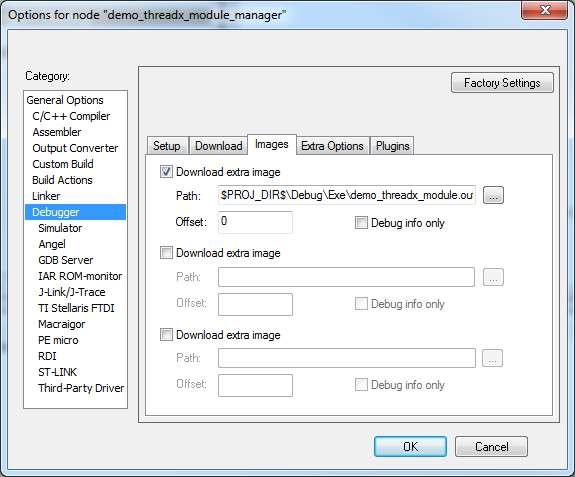 Options for node "demo_threadx_module_manager"
Category:
General Options
C/C++ Compiler
Assembler
Output Converter
Custom Build
Build Actions
Linker
Debugger
Simulator
Angel
GDB Server
IAR ROM-monitor
J-Link/J-Trace
TI Stellaris FTDI
Macraigor
PE micro
RDI
ST-LINK
Third-Party Driver
Factory Settings
Setup Download Images Extra Options Plugins
Download extra image
Path: $PROJ_DIR$\Debug\Exe\demo_threadx_module.ou ...
Offset: 0 Debug info only
Download extra image
Path: ...
Offset: Debug info only
Download extra image
Path: ...
Offset: Debug info only
OK Cancel